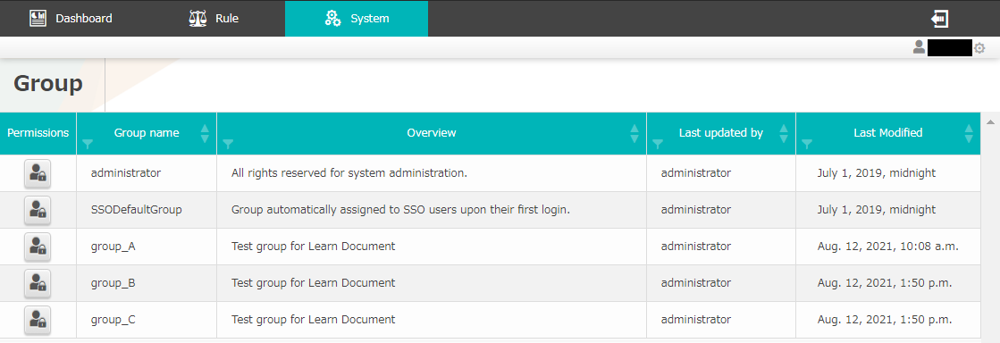 Dashboard Rule System
Group
Permissions Group name Overview Last updated by Last Modified
administrator All rights reserved for system administration. administrator July 1, 2019, midnight
SSODefaultGroup Group automatically assigned to SSO users upon their first login. administrator July 1, 2019, midnight
group_A Test group for Learn Document administrator Aug. 12, 2021, 10:08 a.m.
group_B Test group for Learn Document administrator Aug. 12, 2021, 1:50 p.m.
group_C Test group for Learn Document administrator Aug. 12, 2021, 1:50 p.m.